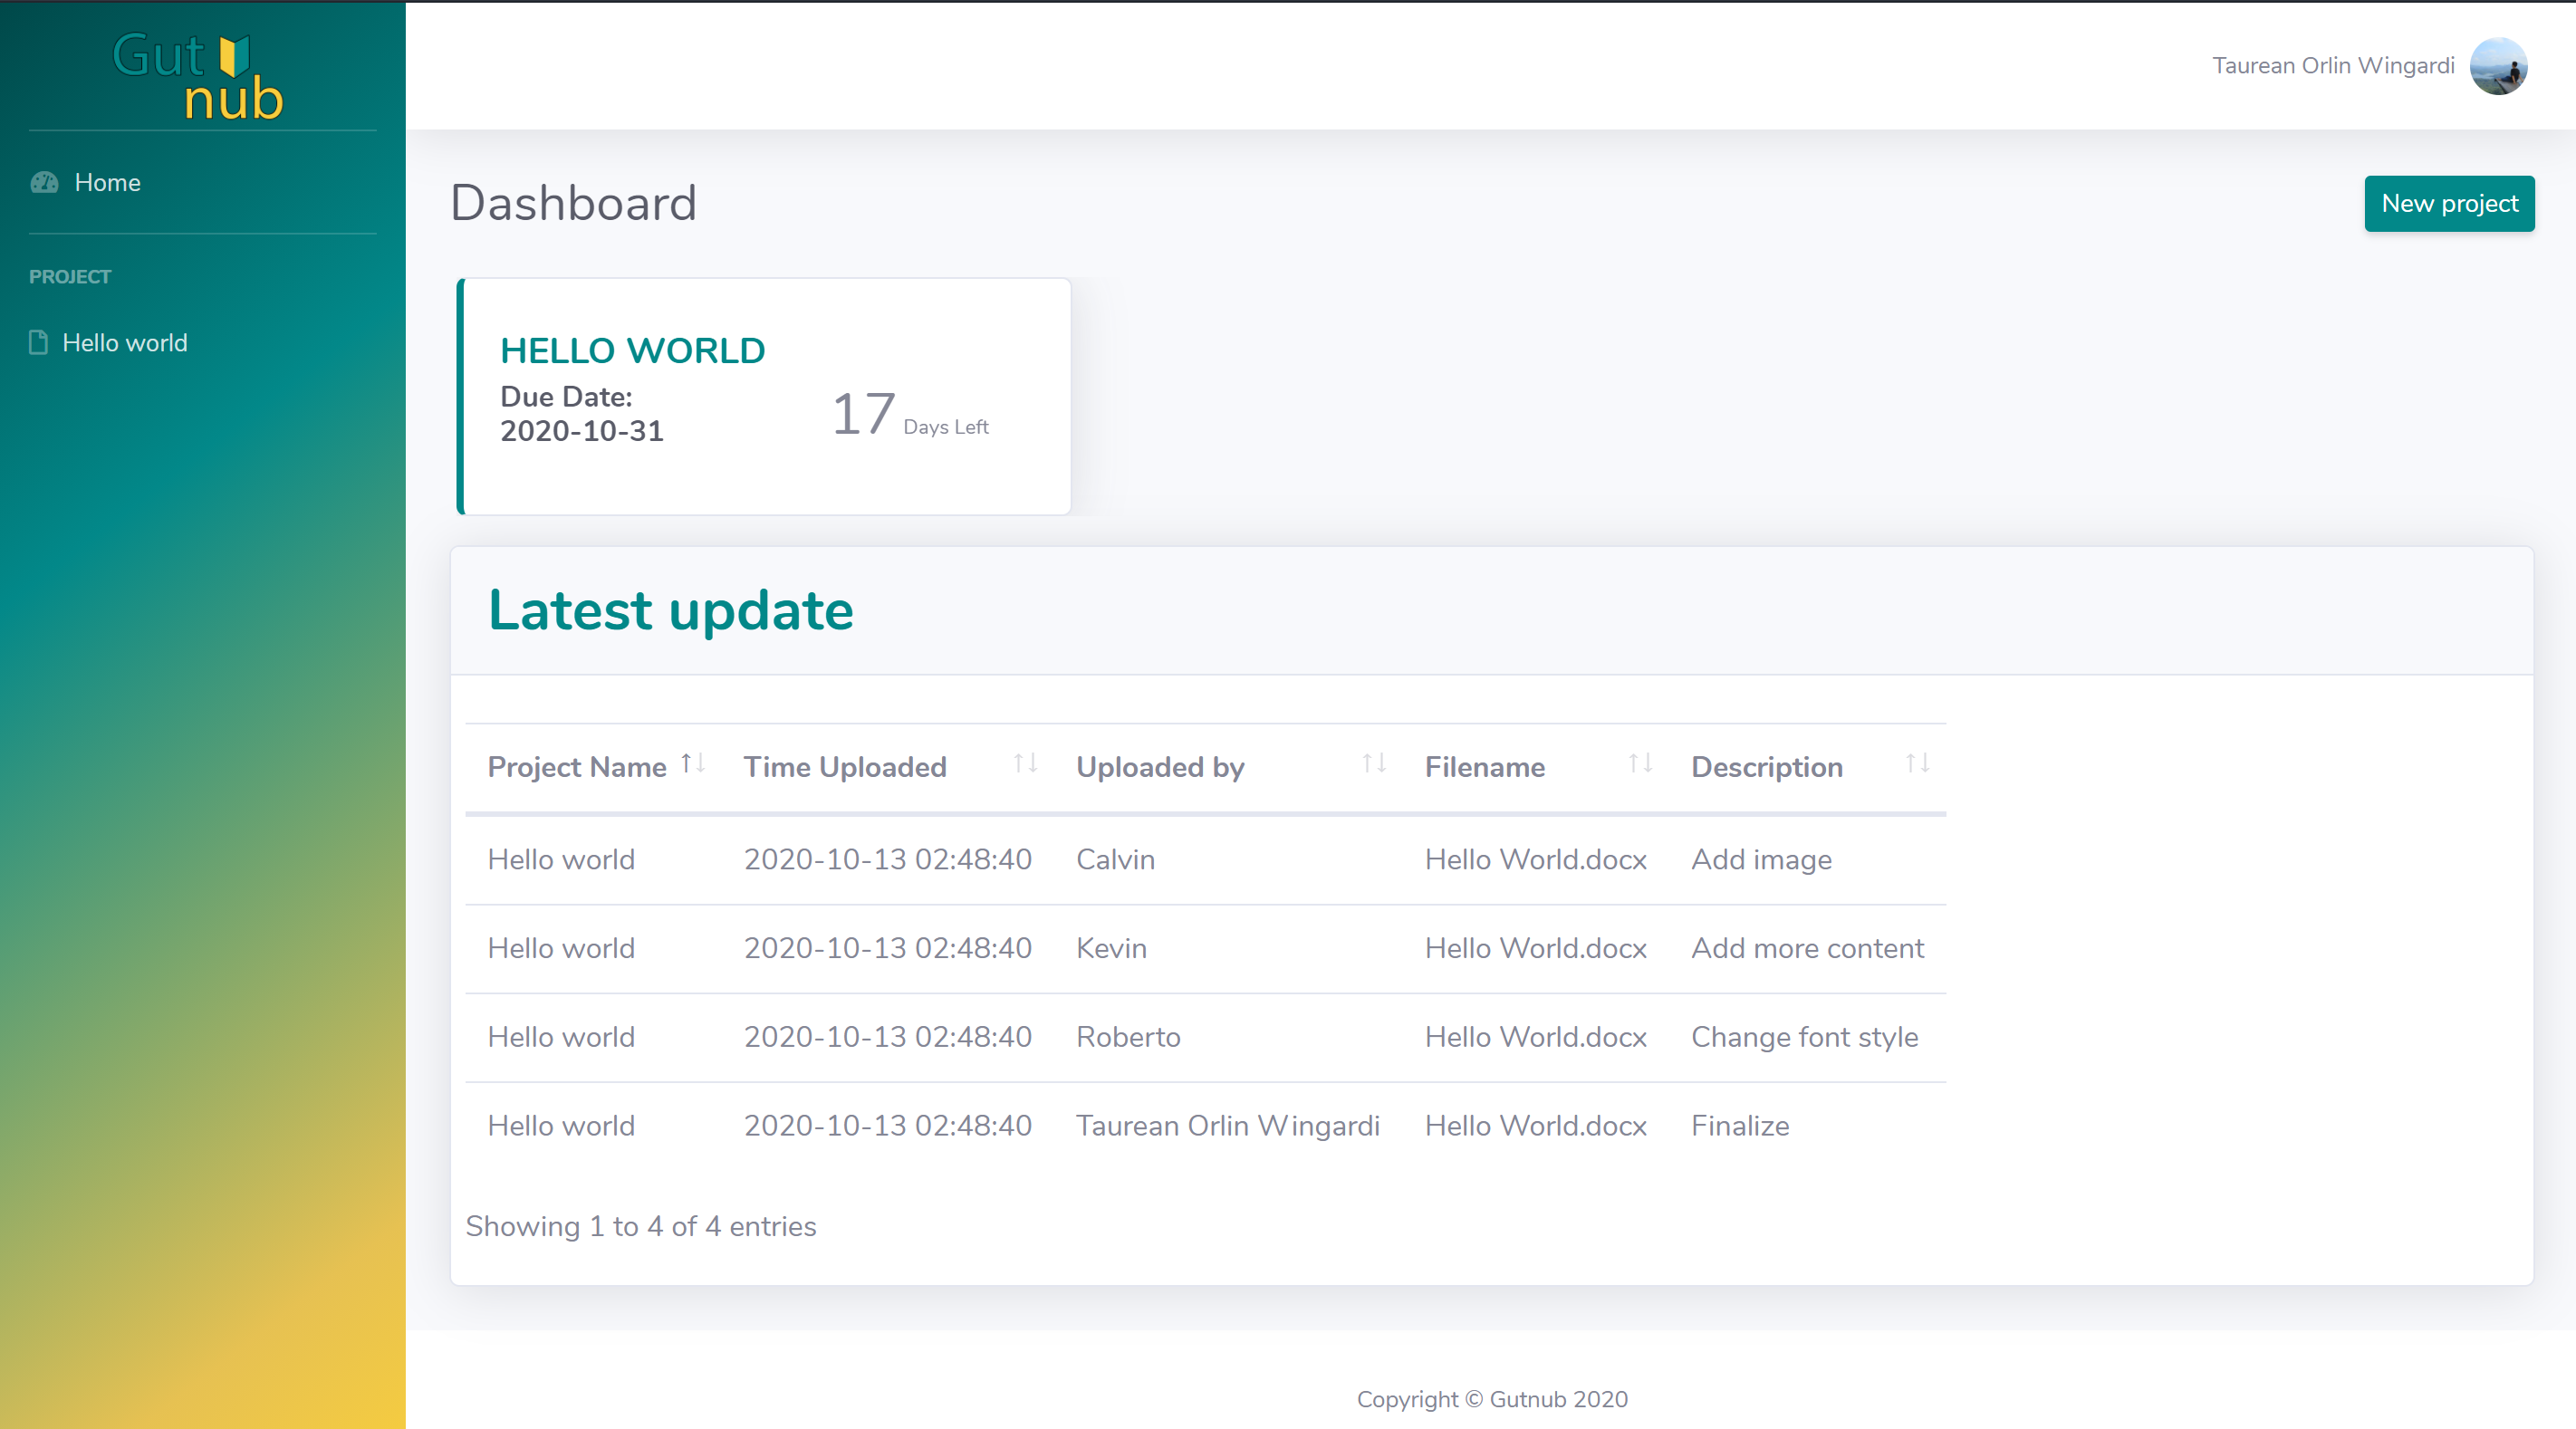 Gut
nub
Home
PROJECT
Hello world
Taurean Orlin Wingardi
Dashboard
New project
HELLO WORLD
Due Date:
2020-10-31
17 Days Left
Latest update
Project Name Time Uploaded Uploaded by Filename Description
Hello world 2020-10-13 02:48:40 Calvin Hello World.docx Add image
Hello world 2020-10-13 02:48:40 Kevin Hello World.docx Add more content
Hello world 2020-10-13 02:48:40 Roberto Hello World.docx Change font style
Hello world 2020-10-13 02:48:40 Taurean Orlin Wingardi Hello World.docx Finalize
Showing 1 to 4 of 4 entries
Copyright © Gutnub 2020